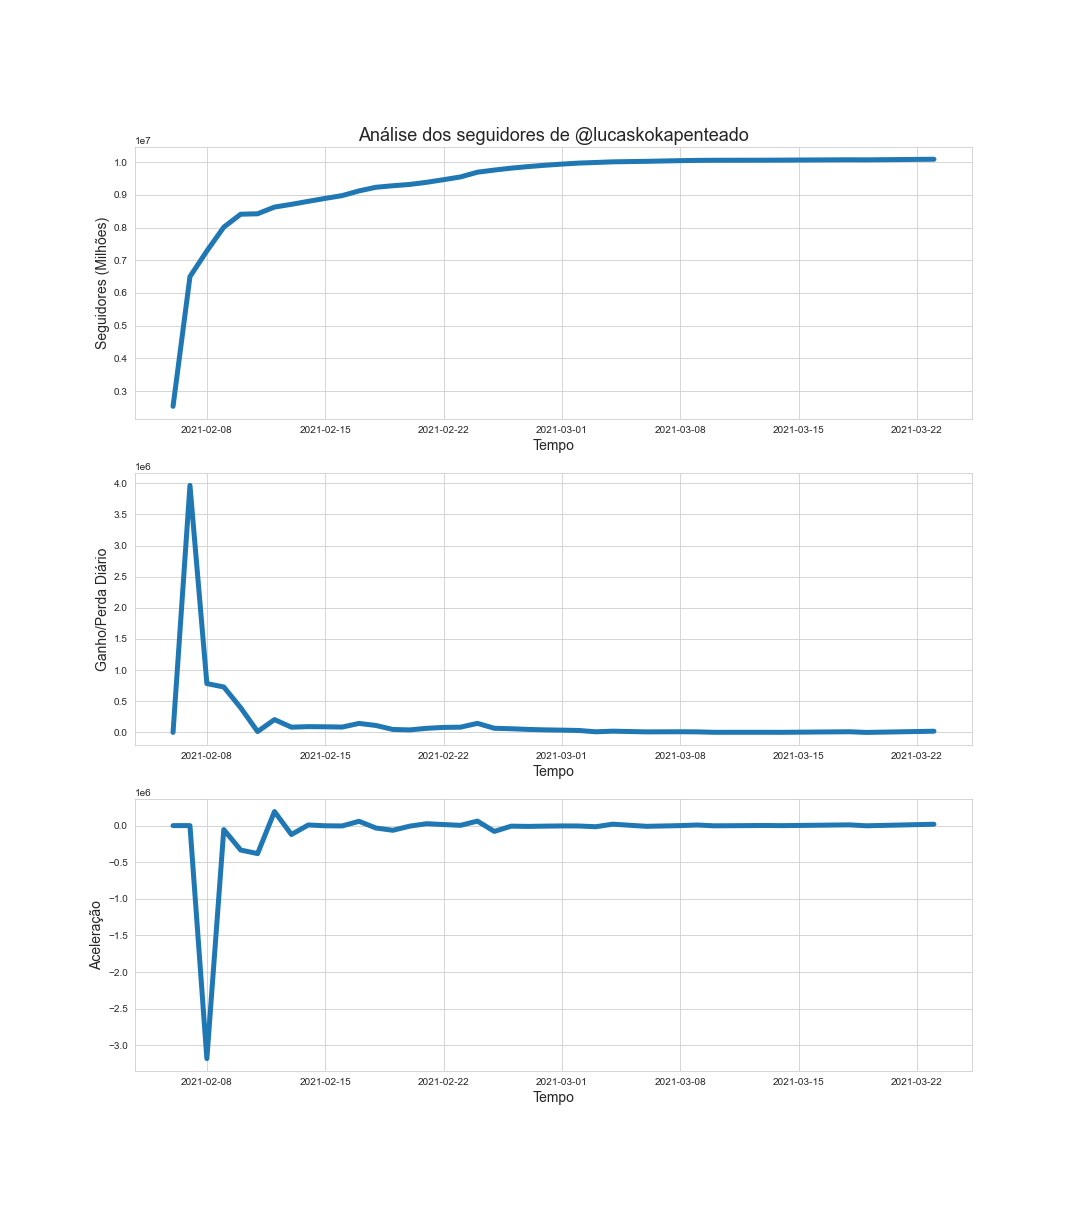 Análise dos seguidores de @lucaskokapenteado
1e7
1.0
0.9
0.8
0.7
0.6
0.5
0.4
0.3
Seguidores (Milhões)
2021-02-08 2021-02-15 2021-02-22 2021-03-01 2021-03-08 2021-03-15 2021-03-22
Tempo
1e6
4.0
3.5
3.0
2.5
2.0
1.5
1.0
0.5
0.0
Ganho/Perda Diário
2021-02-08 2021-02-15 2021-02-22 2021-03-01 2021-03-08 2021-03-15 2021-03-22
Tempo
1e6
0.0
−0.5
−1.0
−1.5
−2.0
−2.5
−3.0
Aceleração
2021-02-08 2021-02-15 2021-02-22 2021-03-01 2021-03-08 2021-03-15 2021-03-22
Tempo